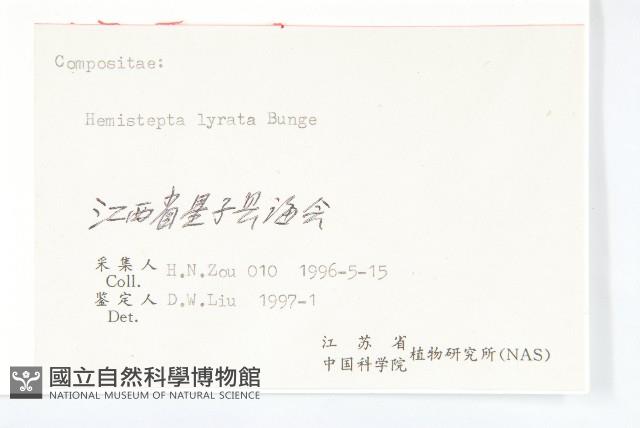 Compositae:
Hemistepta lyrata Bunge
江西省星子县海会
采集人 H.N.Zou 010 1996-5-15
Coll.
鉴定人 D.W.Liu 1997-1
Det.
江苏省
中国科学院 植物研究所(NAS)
國立自然科學博物館
NATIONAL MUSEUM OF NATURAL SCIENCE